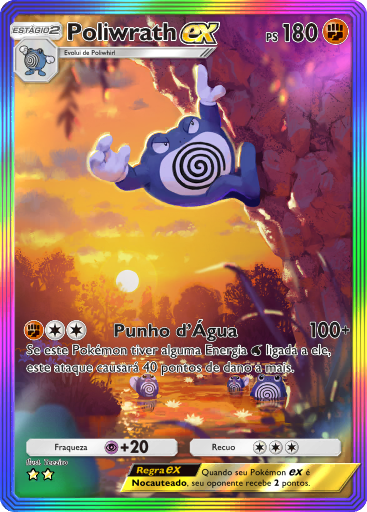 ESTÁGIO 2
Poliwrath ex
PS 180
Evolui de Poliwhirl
Punho d'Água 100+
Se este Pokémon tiver alguma Energia ligada a ele,
este ataque causará 40 pontos de dano a mais.
Fraqueza +20 Recuo
Regra ex Quando seu Pokémon ex é
Nocauteado, seu oponente recebe 2 pontos.